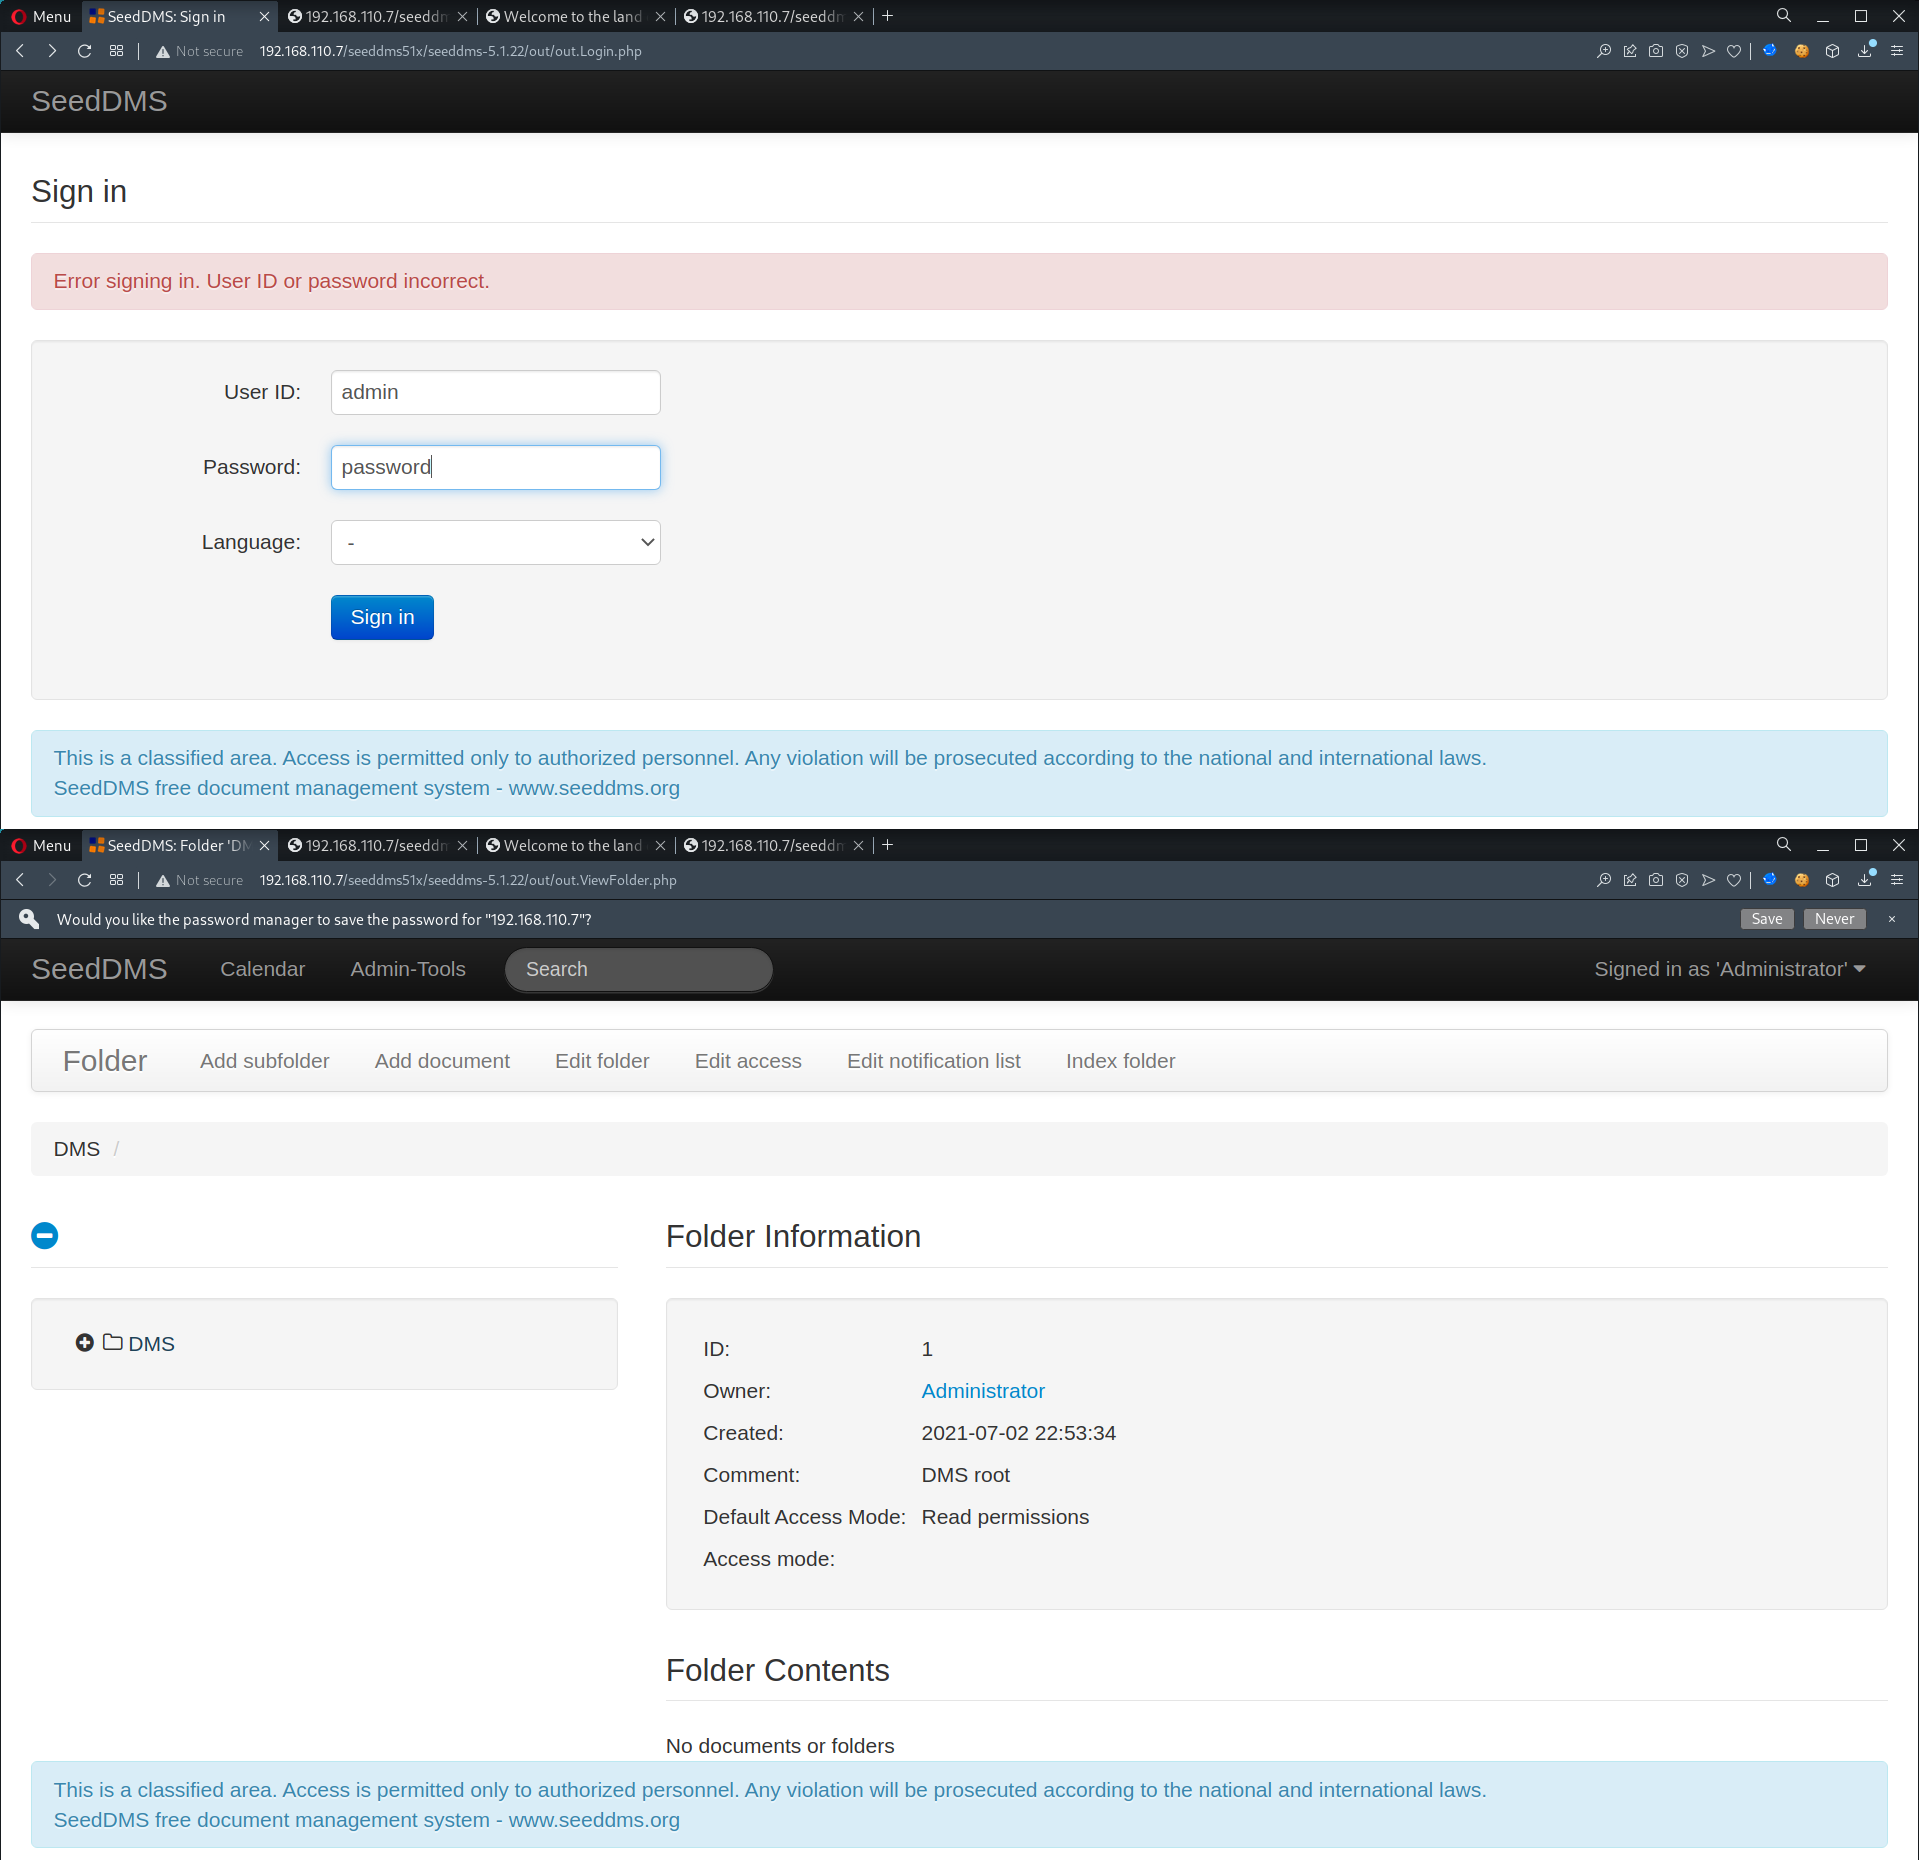 Menu SeedDMS: Sign in 192.168.110.7/seeddm Welcome to the land 192.168.110.7/seeddm
Not secure 192.168.110.7/seeddms51x/seeddms-5.1.22/out/out.Login.php
SeedDMS
Sign in
Error signing in. User ID or password incorrect.
User ID: admin
Password: password
Language: -
Sign in
This is a classified area. Access is permitted only to authorized personnel. Any violation will be prosecuted according to the national and international laws.
SeedDMS free document management system - www.seeddms.org
Menu SeedDMS: Folder 'DM 192.168.110.7/seeddm Welcome to the land 192.168.110.7/seeddm
Not secure 192.168.110.7/seeddms51x/seeddms-5.1.22/out/out.ViewFolder.php
Would you like the password manager to save the password for "192.168.110.7"? Save Never
SeedDMS Calendar Admin-Tools Search Signed in as 'Administrator'
Folder Add subfolder Add document Edit folder Edit access Edit notification list Index folder
DMS /
Folder Information
DMS
ID: 1
Owner: Administrator
Created: 2021-07-02 22:53:34
Comment: DMS root
Default Access Mode: Read permissions
Access mode:
Folder Contents
No documents or folders
This is a classified area. Access is permitted only to authorized personnel. Any violation will be prosecuted according to the national and international laws.
SeedDMS free document management system - www.seeddms.org